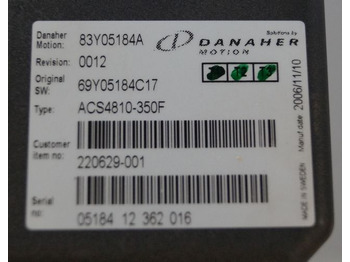 Danaher Motion: 83Y05184A
Solutions by
DANAHER
MOTION
Revision: 0012
Original SW: 69Y05184C17
Type: ACS4810-350F
Customer item no: 220629-001
Serial no: 05184 12 362 016
Manuf date 2006/11/10
MADE IN SWEDEN